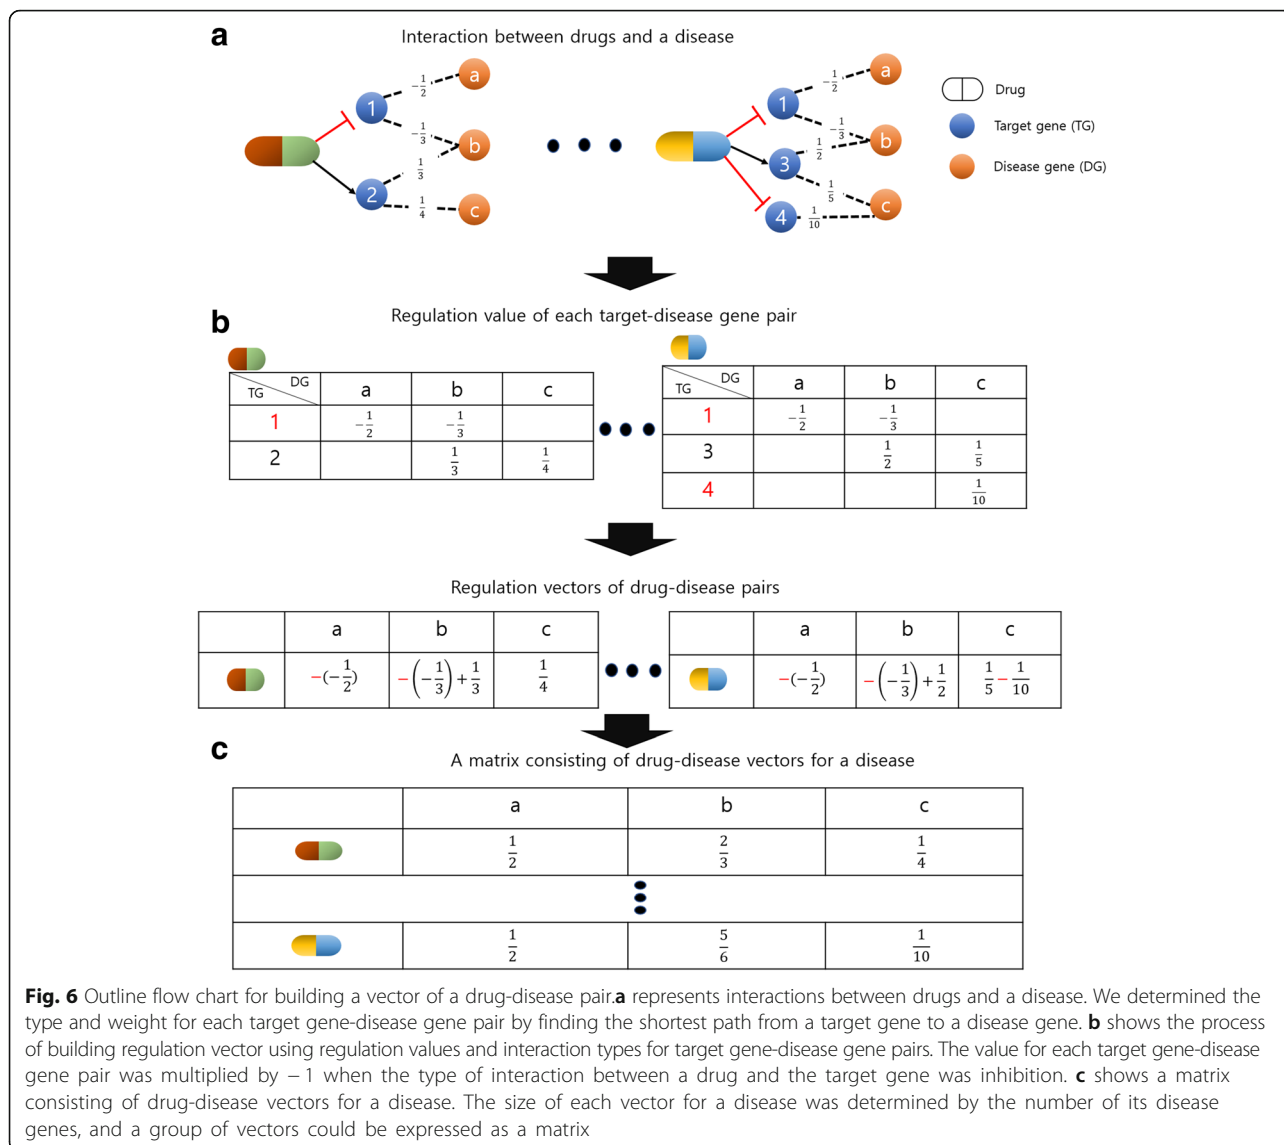 a
Interaction between drugs and a disease
1
2
a
b
c
-1/2
-1/3
1/3
1/4
1
3
4
a
b
c
-1/2
-1/3
1/2
1/5
1/10
Drug
Target gene (TG)
Disease gene (DG)
b
Regulation value of each target-disease gene pair
TG DG a b c
1 -1/2 -1/3
2 1/3 1/4
TG DG a b c
1 -1/2 -1/3
3 1/2 1/5
4 1/10
Regulation vectors of drug-disease pairs
a b c
-(-1/2) -(-1/3)+1/3 1/4
a b c
-(-1/2) -(-1/3)+1/2 1/5-1/10
c
A matrix consisting of drug-disease vectors for a disease
a b c
1/2 2/3 1/4
1/2 5/6 1/10
Fig. 6 Outline flow chart for building a vector of a drug-disease pair.a represents interactions between drugs and a disease. We determined the
type and weight for each target gene-disease gene pair by finding the shortest path from a target gene to a disease gene. b shows the process
of building regulation vector using regulation values and interaction types for target gene-disease gene pairs. The value for each target gene-disease
gene pair was multiplied by − 1 when the type of interaction between a drug and the target gene was inhibition. c shows a matrix
consisting of drug-disease vectors for a disease. The size of each vector for a disease was determined by the number of its disease
genes, and a group of vectors could be expressed as a matrix